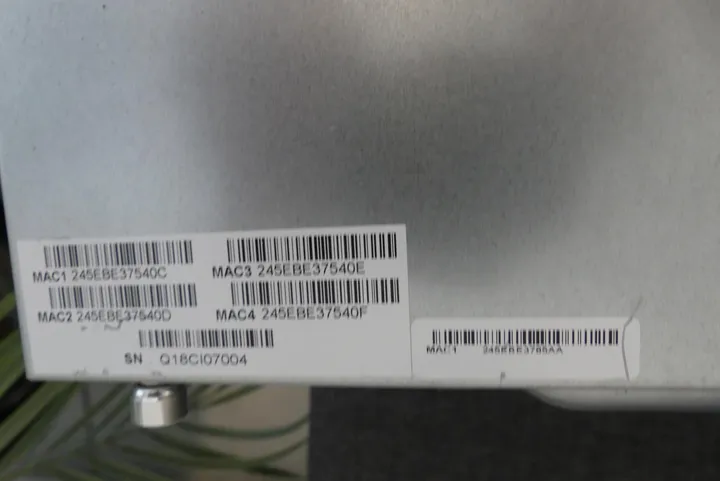 MAC1 245EBE37540C
MAC3 245EBE37540E
MAC2 245EBE37540D
MAC4 245EBE37540F
SN Q18CI07004
MAC1